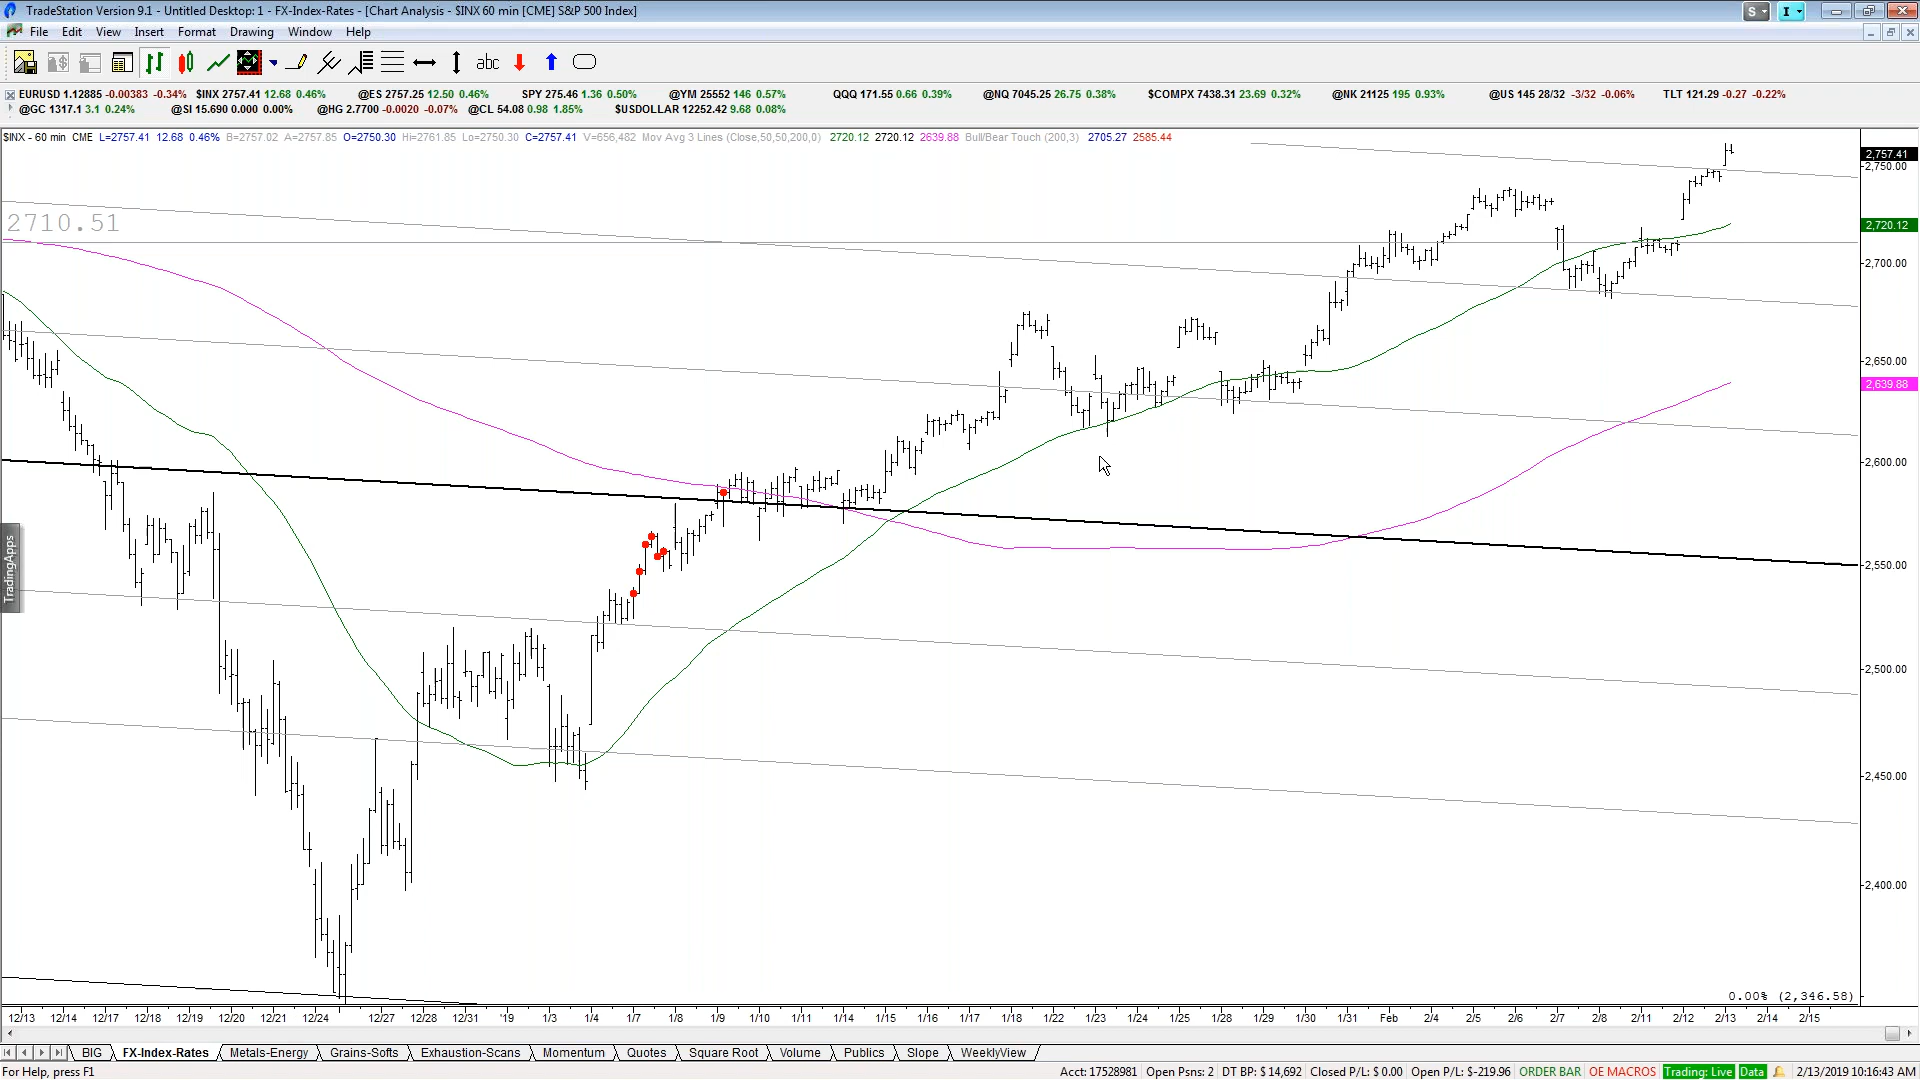 TradeStation Version 9.1 - Untitled Desktop: 1 - FX-Index-Rates - [Chart Analysis - $INX 60 min [CME] S&P 500 Index]
S I
File Edit View Insert Format Drawing Window Help
abc
EURUSD 1.12885 -0.00383 -0.34% $INX 2757.41 12.68 0.46% @ES 2757.25 12.50 0.46% SPY 275.46 1.36 0.50% @YM 25552 146 0.57% QQQ 171.55 0.66 0.39% @NQ 7045.25 26.75 0.38% $COMPX 7438.31 23.69 0.32% @NK 21125 195 0.93% @US 145 28/32 -3/32 -0.06% TLT 121.29 -0.27 -0.22%
@GC 1317.1 3.1 0.24% @SI 15.690 0.000 0.00% @HG 2.7700 -0.0020 -0.07% @CL 54.08 0.98 1.85% $USDOLLAR 12252.42 9.68 0.08%
$INX - 60 min CME L=2757.41 12.68 0.46% B=2757.02 A=2757.85 O=2750.30 Hi=2761.85 Lo=2750.30 C=2757.41 V=656,482 Mov Avg 3 Lines (Close,50,50,200,0) 2720.12 2720.12 2639.88 Bull/Bear Touch (200,3) 2705.27 2585.44
2,757.41
2,750.00
2710.51
2,720.12
2,700.00
2,650.00
2,639.88
2,600.00
2,550.00
TradingApps
2,500.00
2,450.00
2,400.00
0.00% (2,346.58)
12/13 12/14 12/17 12/18 12/19 12/20 12/21 12/24 12/27 12/28 12/31 '19 1/3 1/4 1/7 1/8 1/10 1/11 1/14 1/15 1/16 1/17 1/18 1/22 1/23 1/24 1/25 1/28 1/29 1/30 1/31 Feb 2/4 2/5 2/6 2/7 2/8 2/11 2/12 2/13 2/14 2/15
BIG FX-Index-Rates Metals-Energy Grains-Softs Exhaustion-Scans Momentum Quotes Square Root Volume Publics Slope WeeklyView
For Help, press F1 Acct: 17528981 Open Psns: 2 DT BP: $ 14,692 Closed P/L: $ 0.00 Open P/L: $-219.96 ORDER BAR OE MACROS Trading: Live Data 2/13/2019 10:16:43 AM